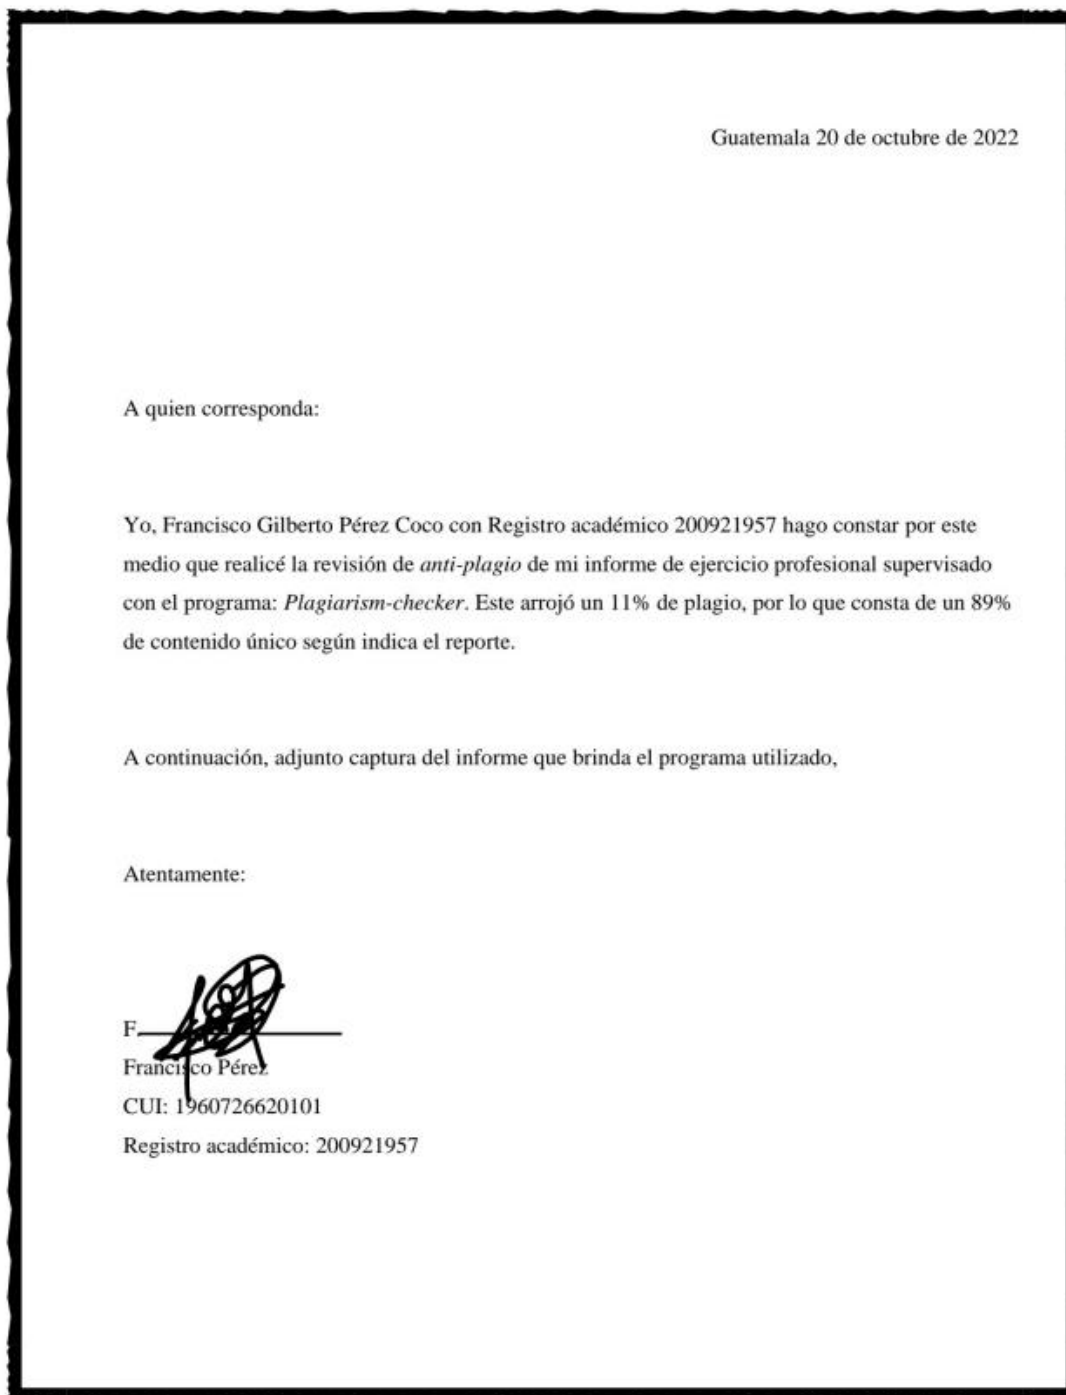 Guatemala 20 de octubre de 2022
A quien corresponda:
Yo, Francisco Gilberto Pérez Coco con Registro académico 200921957 hago constar por este
medio que realicé la revisión de anti-plagio de mi informe de ejercicio profesional supervisado
con el programa: Plagiarism-checker. Este arrojó un 11% de plagio, por lo que consta de un 89%
de contenido único según indica el reporte.
A continuación, adjunto captura del informe que brinda el programa utilizado,
Atentamente:
F.
Francisco Pérez
CUI: 1960726620101
Registro académico: 200921957